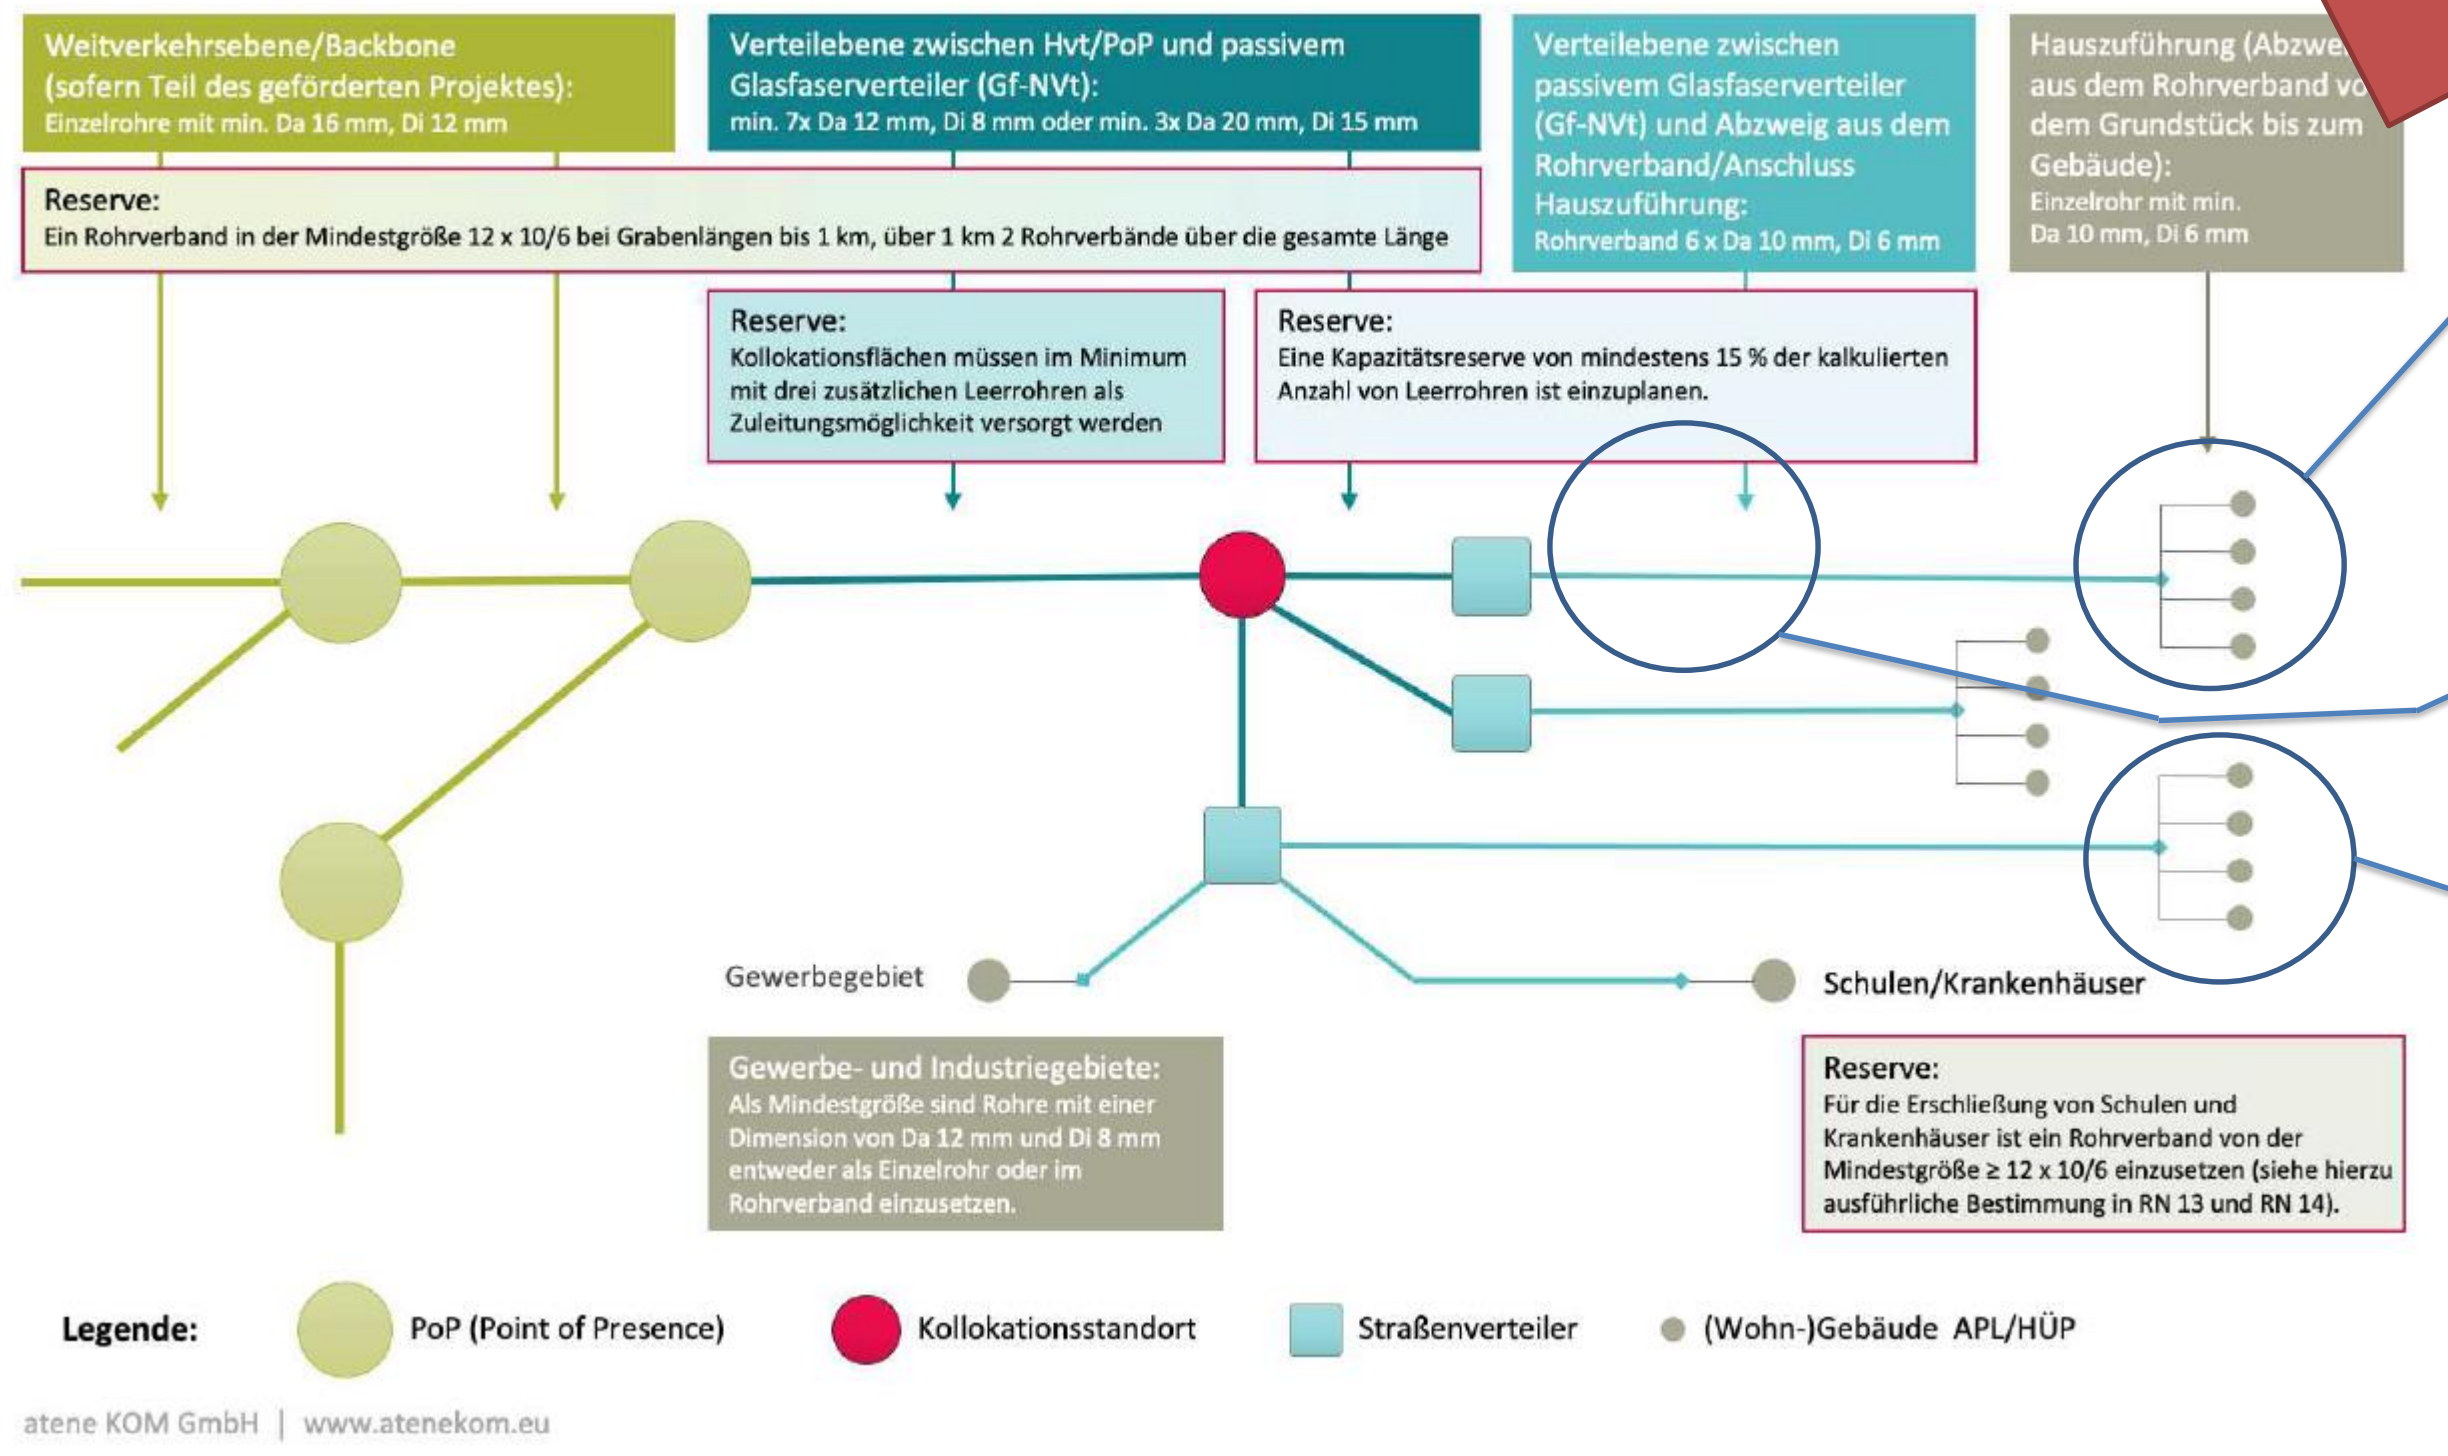 Weitverkehrsebene/Backbone
(sofern Teil des geförderten Projektes):
Einzelrohre mit min. Da 16 mm, Di 12 mm
Verteilebene zwischen Hvt/PoP und passivem
Glasfaserverteiler (Gf-NVt):
min. 7x Da 12 mm, Di 8 mm oder min. 3x Da 20 mm, Di 15 mm
Verteilebene zwischen
passivem Glasfaserverteiler
(Gf-NVt) und Abzweig aus dem
Rohrverband/Anschluss
Hauszuführung:
Rohrverband 6 x Da 10 mm, Di 6 mm
Hauszuführung
aus dem Rohrverband
dem Grundstück bis zum
Gebäude):
Einzelrohr mit min.
Da 10 mm, Di 6 mm
Reserve:
Ein Rohrverband in der Mindestgröße 12 x 10/6 bei Grabenlängen bis 1 km, über 1 km 2 Rohrverbände über die gesamte Länge
Reserve:
Kollokationsflächen müssen im Minimum
mit drei zusätzlichen Leerrohren als
Zuleitungsmöglichkeit versorgt werden
Reserve:
Eine Kapazitätsreserve von mindestens 15 % der kalkulierten
Anzahl von Leerrohren ist einzuplanen.
Gewerbegebiet
Schulen/Krankenhäuser
Gewerbe- und Industriegebiete:
Als Mindestgröße sind Rohre mit einer
Dimension von Da 12 mm und Di 8 mm
entweder als Einzelrohr oder im
Rohrverband einzusetzen.
Reserve:
Für die Erschließung von Schulen und
Krankenhäuser ist ein Rohrverband von der
Mindestgröße ≥ 12 x 10/6 einzusetzen (siehe hierzu
ausführliche Bestimmung in RN 13 und RN 14).
Legende:
PoP (Point of Presence)
Kollokationsstandort
Straßenverteiler
(Wohn-)Gebäude APL/HÜP
atene KOM GmbH | www.atenekom.eu